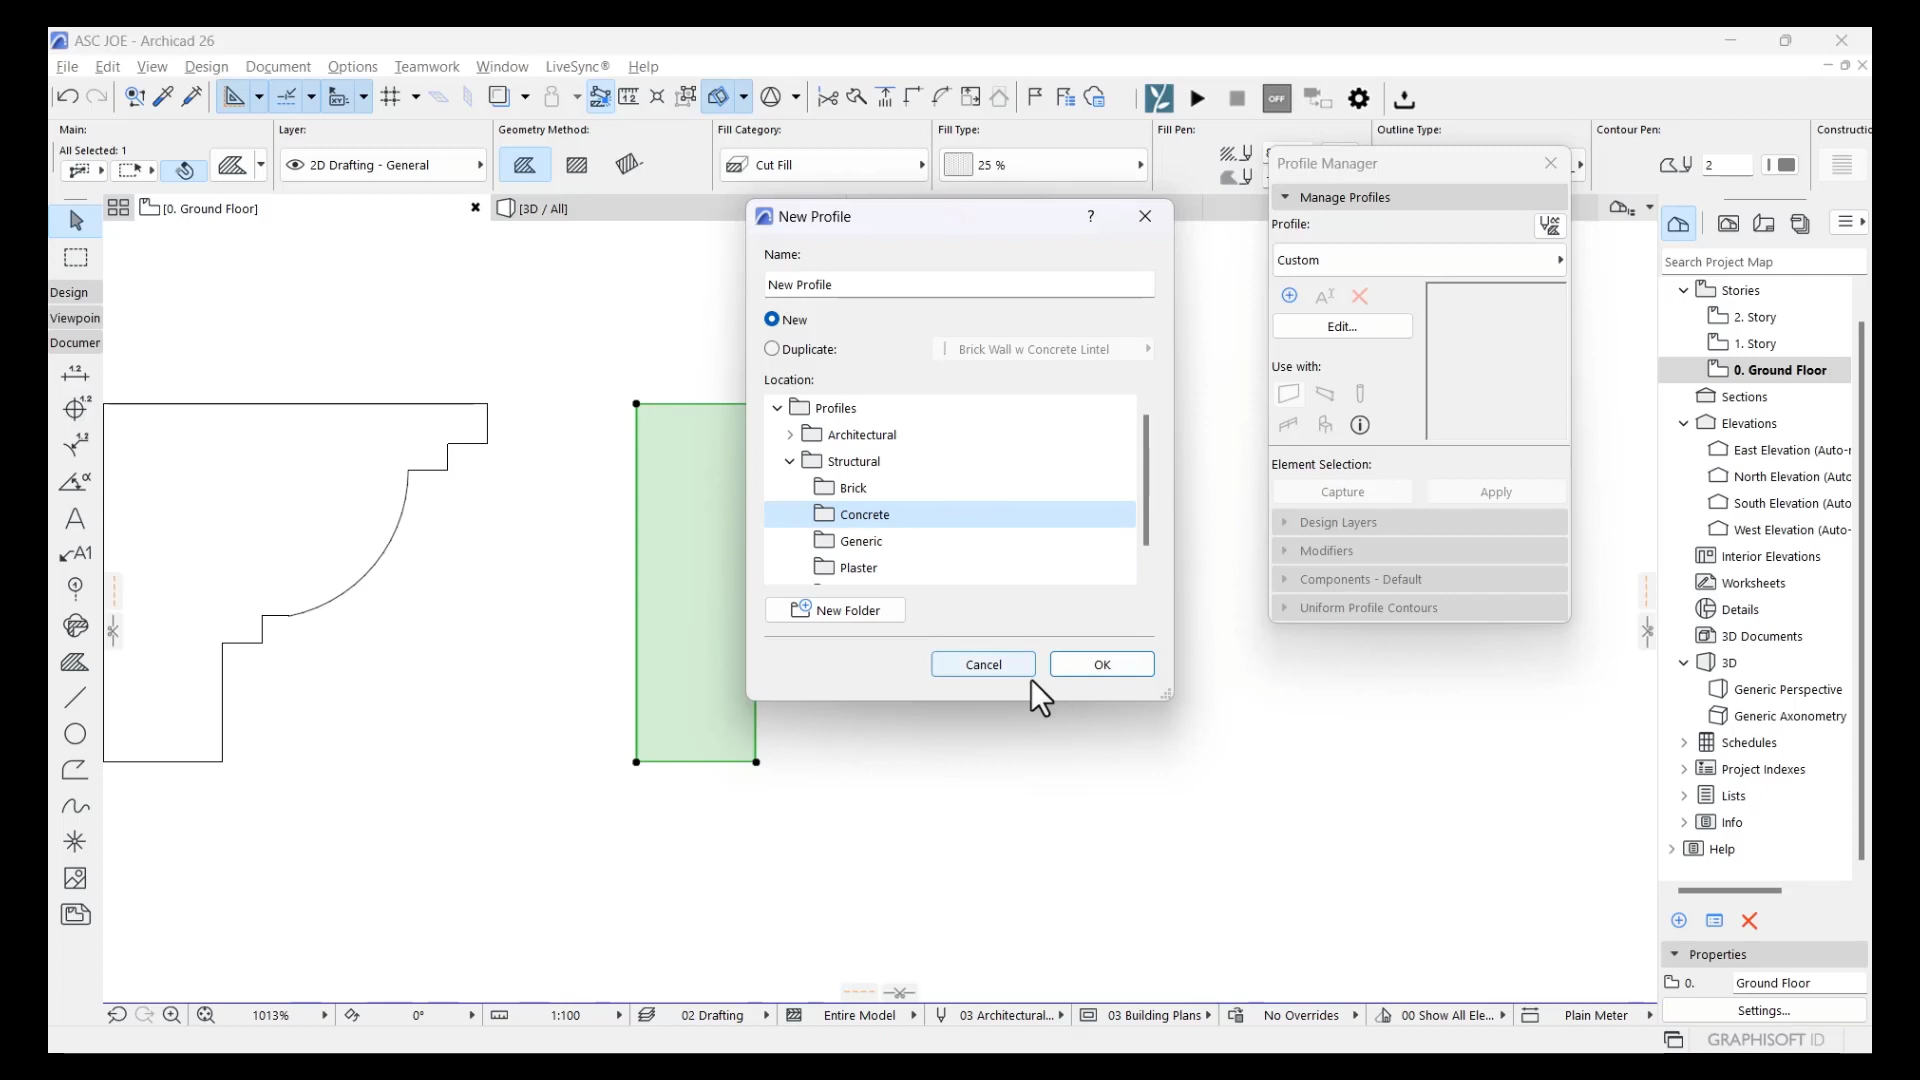 ASC JOE - Archicad 26
File Edit View Design Document Options Teamwork Window LiveSync® Help
OFF
Main: Layer: Geometry Method: Fill Category: Fill Type: Fill Pen: Outline Type: Contour Pen: Constructic
All Selected: 1
2D Drafting - General
Cut Fill
25 %
2
[0. Ground Floor]
[3D / All]
Design
Viewpoin
Documer
A1
New Profile
?
Name:
New Profile
New
Duplicate:
Brick Wall w Concrete Lintel
Location:
Profiles
Architectural
Structural
Brick
Concrete
Generic
Plaster
New Folder
Cancel
OK
Profile Manager
Manage Profiles
Profile:
Custom
Edit...
Use with:
Element Selection:
Capture
Apply
Design Layers
Modifiers
Components - Default
Uniform Profile Contours
Search Project Map
Stories
2. Story
1. Story
0. Ground Floor
Sections
Elevations
East Elevation (Auto-r
North Elevation (Auto
South Elevation (Auto
West Elevation (Auto-
Interior Elevations
Worksheets
Details
3D Documents
3D
Generic Perspective
Generic Axonometry
Schedules
Project Indexes
Lists
Info
Help
Properties
0. Ground Floor
Settings...
1013% 0° 1:100 02 Drafting Entire Model 03 Architectural... 03 Building Plans No Overrides 00 Show All Ele... Plain Meter
GRAPHISOFT ID